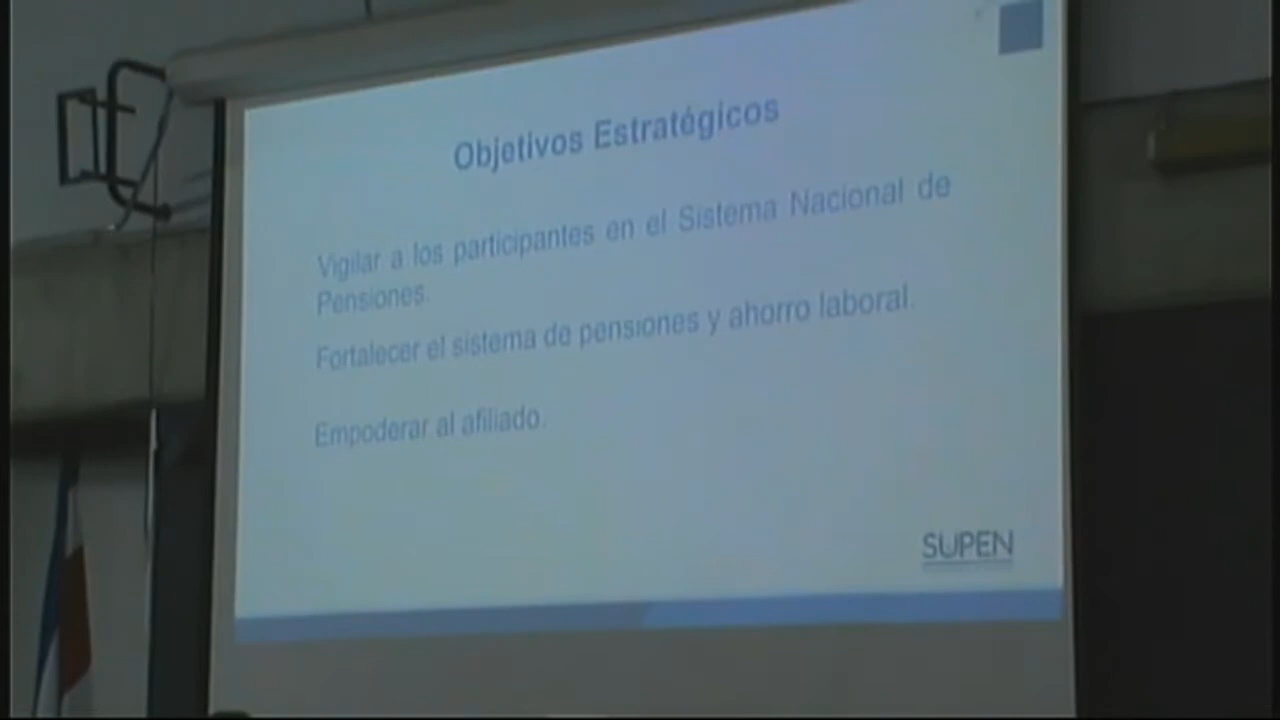 Objetivos Estratégicos
Vigilar a los participantes en el Sistema Nacional de
Pensiones.
Fortalecer el sistema de pensiones y ahorro laboral.
Empoderar al afiliado.
SUPEN